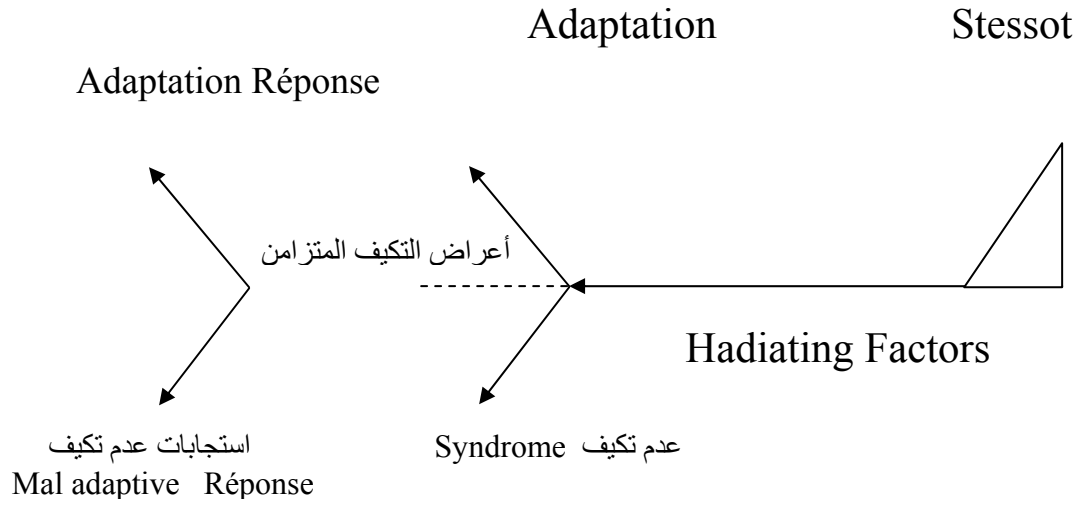 Adaptation Stessot
Adaptation Réponse
أعراض التكيف المتزامن
Hadiating Factors
استجابات عدم تكيف
Syndrome عدم تكيف
Mal adaptive Réponse